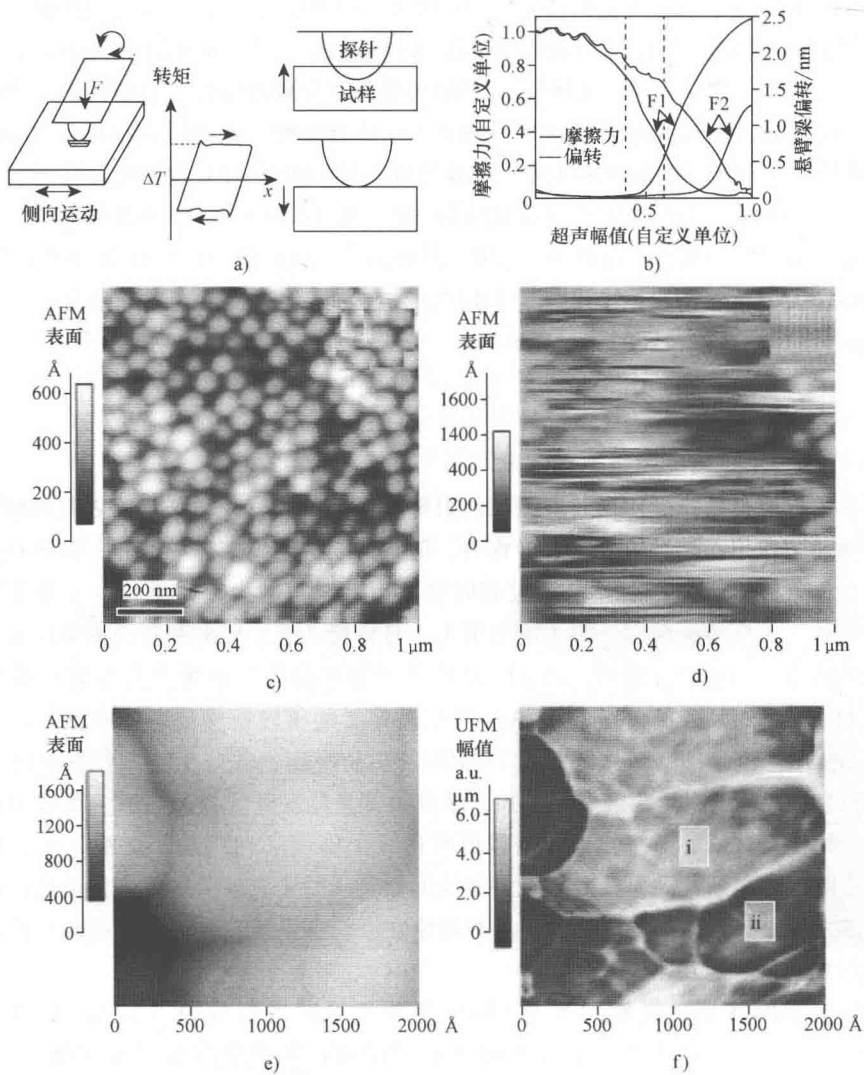 转矩
F
ΔT
x
侧向运动
探针
试样
a)
摩擦力(自定义单位)
1.0
0.8
0.6
0.4
0.2
0
F1
F2
摩擦力
偏转
0.5
1.0
超声幅值(自定义单位)
2.5
2.0
1.5
1.0
0.5
0
悬臂梁偏转/nm
b)
AFM
表面
Å
600
400
200
0
200 nm
0 0.2 0.4 0.6 0.8 1 μm
c)
AFM
表面
Å
1600
1400
400
200
0
0 0.2 0.4 0.6 0.8 1 μm
d)
AFM
表面
Å
1600
1200
800
400
0
0 500 1000 1500 2000 Å
e)
UFM
幅值
a.u.
μm
6.0
4.0
2.0
0
i
ii
0 500 1000 1500 2000 Å
f)